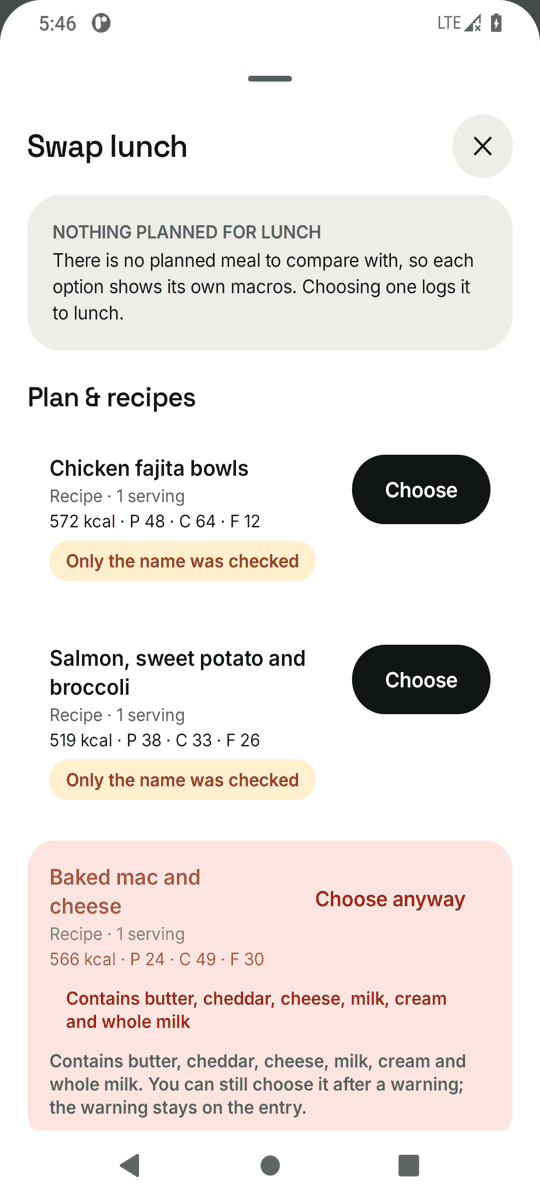 5:46
LTE
Swap lunch
NOTHING PLANNED FOR LUNCH
There is no planned meal to compare with, so each
option shows its own macros. Choosing one logs it
to lunch.
Plan & recipes
Chicken fajita bowls
Recipe · 1 serving
572 kcal · P 48 · C 64 · F 12
Only the name was checked
Choose
Salmon, sweet potato and
broccoli
Recipe · 1 serving
519 kcal · P 38 · C 33 · F 26
Only the name was checked
Choose
Baked mac and
cheese
Recipe · 1 serving
566 kcal · P 24 · C 49 · F 30
Choose anyway
Contains butter, cheddar, cheese, milk, cream
and whole milk
Contains butter, cheddar, cheese, milk, cream and
whole milk. You can still choose it after a warning;
the warning stays on the entry.